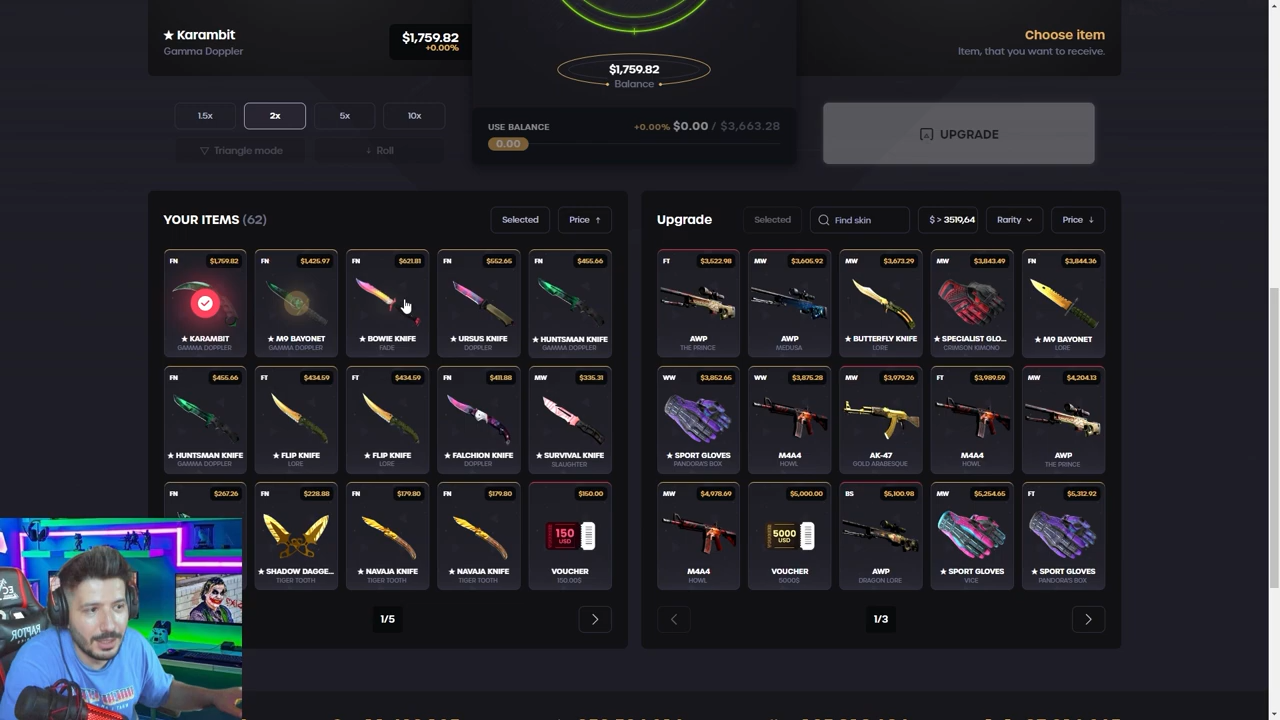 ★ Karambit
Gamma Doppler
$1,759.82
+0.00%
Choose item
Item, that you want to receive.
$1,759.82
Balance
1.5x
2x
5x
10x
Triangle mode
Roll
USE BALANCE
+0.00% $0.00 / $3,663.28
0.00
UPGRADE
YOUR ITEMS (62)
Selected
Price
FN $1,759.82
★ KARAMBIT
GAMMA DOPPLER
FN $1,425.97
★ M9 BAYONET
GAMMA DOPPLER
FN $621.81
★ BOWIE KNIFE
FADE
FN $552.65
★ URSUS KNIFE
DOPPLER
FN $455.66
★ HUNTSMAN KNIFE
GAMMA DOPPLER
FN $455.66
★ HUNTSMAN KNIFE
GAMMA DOPPLER
FT $434.59
★ FLIP KNIFE
LORE
FT $434.59
★ FLIP KNIFE
LORE
FN $411.88
★ FALCHION KNIFE
DOPPLER
MW $335.31
★ SURVIVAL KNIFE
SLAUGHTER
FN $267.26
FN $228.88
★ SHADOW DAGGE...
TIGER TOOTH
FN $179.80
★ NAVAJA KNIFE
TIGER TOOTH
FN $179.80
★ NAVAJA KNIFE
TIGER TOOTH
$150.00
150
USD
VOUCHER
150.00$
1/5
Upgrade
Selected
Find skin
$ > 3519,64
Rarity
Price
FT $3,522.98
AWP
THE PRINCE
MW $3,605.92
AWP
MEDUSA
MW $3,673.29
★ BUTTERFLY KNIFE
LORE
MW $3,843.49
★ SPECIALIST GLO...
CRIMSON KIMONO
FN $3,844.36
★ M9 BAYONET
LORE
WW $3,852.65
★ SPORT GLOVES
PANDORA'S BOX
WW $3,875.28
M4A4
HOWL
MW $3,979.26
AK-47
GOLD ARABESQUE
FT $3,989.59
M4A4
HOWL
MW $4,204.13
AWP
THE PRINCE
MW $4,978.69
M4A4
HOWL
$5,000.00
5000
USD
VOUCHER
5000$
BS $5,100.98
AWP
DRAGON LORE
MW $5,254.65
★ SPORT GLOVES
VICE
FT $5,312.92
★ SPORT GLOVES
PANDORA'S BOX
1/3
RAPTOR